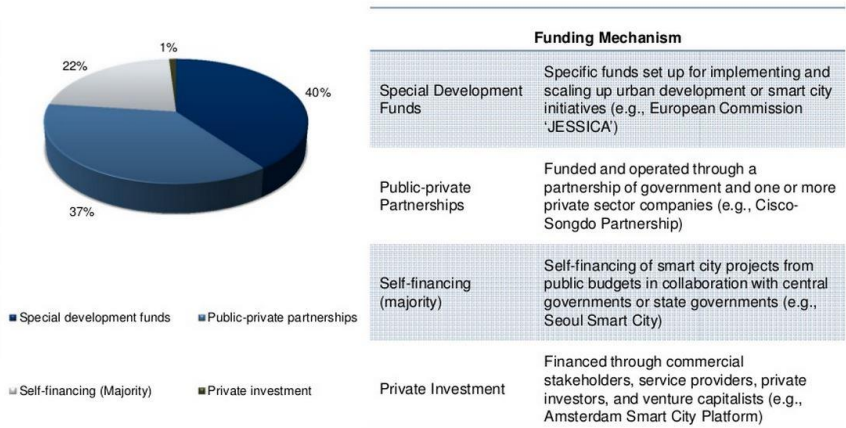 1%
22%
40%
37%
Special development funds
Public-private partnerships
Self-financing (Majority)
Private investment
Funding Mechanism
Special Development
Funds
Specific funds set up for implementing and
scaling up urban development or smart city
initiatives (e.g., European Commission
‘JESSICA’)
Public-private
Partnerships
Funded and operated through a
partnership of government and one or more
private sector companies (e.g., Cisco-
Songdo Partnership)
Self-financing
(majority)
Self-financing of smart city projects from
public budgets in collaboration with central
governments or state governments (e.g.,
Seoul Smart City)
Private Investment
Financed through commercial
stakeholders, service providers, private
investors, and venture capitalists (e.g.,
Amsterdam Smart City Platform)